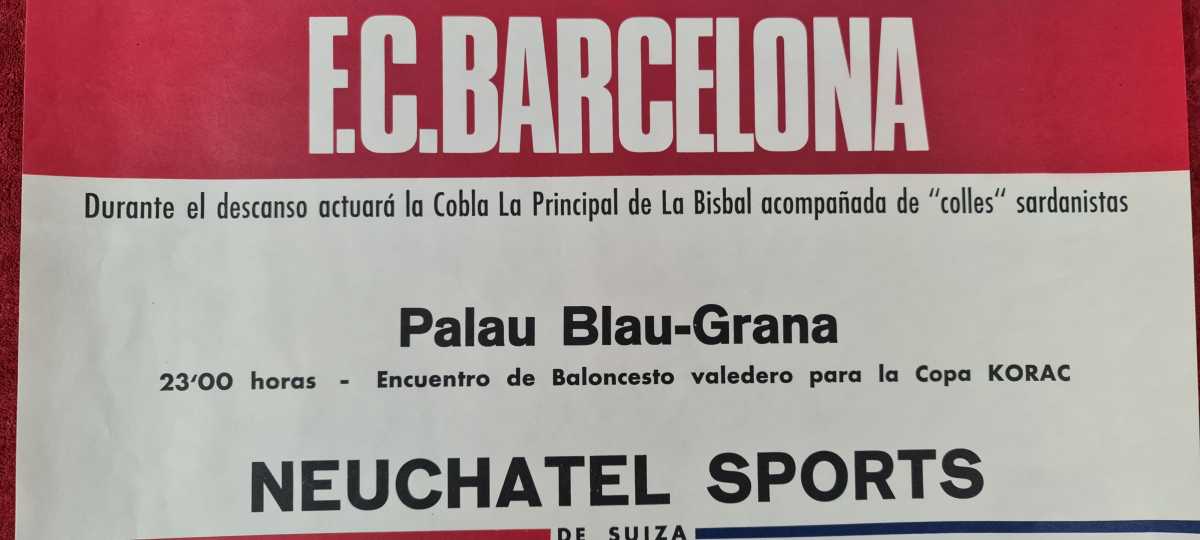 F.C.BARCELONA
Durante el descanso actuará la Cobla La Principal de La Bisbal acompañada de “colles“ sardanistas
Palau Blau-Grana
23'00 horas - Encuentro de Baloncesto valedero para la Copa KORAC
NEUCHATEL SPORTS
DE SUIZA